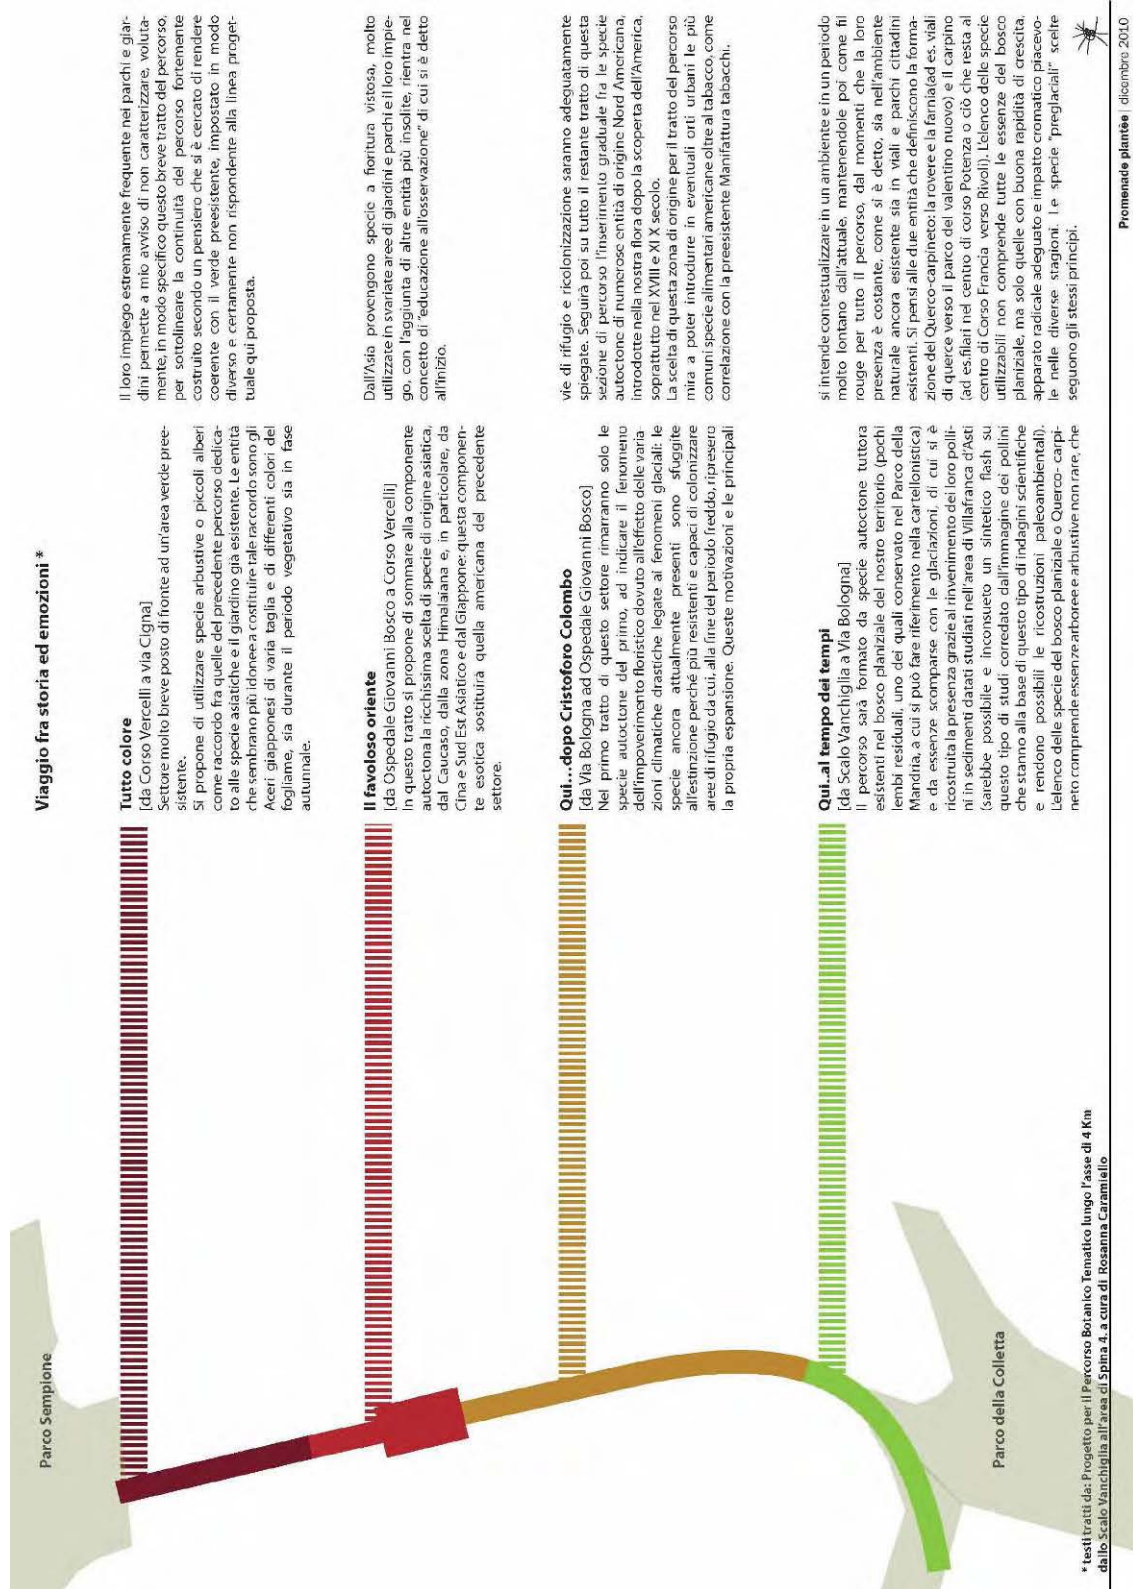 Viaggio fra storia ed emozioni *
Tutto colore
[da Corso Vercelli a via Cigna]
Settore molto breve posto di fronte ad un'area verde pree-
sistente.
Si propone di utilizzare specie arbustive o piccoli alberi
come raccordo fra quelle del precedente percorso dedica-
to alle specie asiatiche e il giardino già esistente. Le entità
che sembrano più idonee a costituire tale raccordo sono gli
Aceri giapponesi di varia taglia e di differenti colori del
fogliame, sia durante il periodo vegetativo sia in fase
autunnale.
Il loro impiego estremamente frequente nei parchi e giar-
dini permette a mio avviso di non caratterizzare, voluta-
mente, in modo specifico questo breve tratto del percorso,
per sottolineare la continuità del percorso fortemente
costruito secondo un pensiero che si è cercato di rendere
coerente con il verde preesistente, impostato in modo
diverso e certamente non rispondente alla linea proget-
tuale qui proposta.
Il favoloso oriente
[da Ospedale Giovanni Bosco a Corso Vercelli]
In questo tratto si propone di sommare alla componente
autoctona la ricchissima scelta di specie di origine asiatica,
dal Caucaso, dalla zona Himalaiana e, in particolare, da
Cina e Sud Est Asiatico e dal Giappone: questa componen-
te esotica sostituirà quella americana del precedente
settore.
Dall'Asia provengono specie a fioritura vistosa, molto
utilizzate in svariate aree di giardini e parchi e il loro impie-
go, con l'aggiunta di altre entità più insolite, rientra nel
concetto di "educazione all'osservazione" di cui si è detto
all'inizio.
Qui...dopo Cristoforo Colombo
[da Via Bologna ad Ospedale Giovanni Bosco]
Nel primo tratto di questo settore rimarranno solo le
specie autoctone del primo, ad indicare il fenomeno
dell'impoverimento floristico dovuto all'effetto delle varia-
zioni climatiche drastiche legate ai fenomeni glaciali: le
specie ancora attualmente presenti sono sfuggite
all'estinzione perché più resistenti e capaci di colonizzare
aree di rifugio da cui, alla fine del periodo freddo, ripresero
la propria espansione. Queste motivazioni e le principali
vie di rifugio e ricolonizzazione saranno adeguatamente
spiegate. Seguirà poi su tutto il restante tratto di questa
sezione di percorso l'inserimento graduale fra le specie
autoctone di numerose entità di origine Nord Americana,
introdotte nella nostra flora dopo la scoperta dell'America,
soprattutto nel XVIII e XI X secolo.
La scelta di questa zona di origine per il tratto del percorso
mira a poter introdurre in eventuali orti urbani le più
comuni specie alimentari americane oltre al tabacco, come
correlazione con la preesistente Manifattura tabacchi.
Qui..al tempo dei tempi
[da Scalo Vanchiglia a Via Bologna]
Il percorso sarà formato da specie autoctone tuttora
esistenti nel bosco planiziale del nostro territorio (pochi
lembi residuali, uno dei quali conservato nel Parco della
Mandrita, a cui si può fare riferimento nella cartellonistica)
e da essenze scomparse con le glaciazioni, di cui si è
ricostruita la presenza grazie al rinvenimento dei loro polli-
ni in sedimenti datati studiati nell'area di Villafranca d'Asti
(sarebbe possibile e inconsueto un sintetico flash su
questo tipo di studi corredato dall'immagine dei pollini
che stanno alla base di questo tipo di indagini scientifiche
e rendono possibili le ricostruzioni paleoambientali).
L'elenco delle specie del bosco planiziale o Querco- carpi-
neto comprende essenze arboree e arbustive non rare, che
si intende contestualizzare in un ambiente e in un periodo
molto lontano dall'attuale, mantenendole poi come fil
rouge per tutto il percorso, dal momenti che la loro
presenza è costante, come si è detto, sia nell'ambiente
naturale ancora esistente sia in viali e parchi cittadini
esistenti. Si pensi alle due entità che definiscono la forma-
zione del Querco-carpineto: la rovere e la farnia(ad es. viali
di querce verso il parco del valentino nuovo) e il carpino
(ad es.filari nel centro di corso Potenza o ciò che resta al
centro di Corso Francia verso Rivoli). L'elenco delle specie
utilizzabili non comprende tutte le essenze del bosco
planiziale, ma solo quelle con buona rapidità di crescita,
apparato radicale adeguato e impatto cromatico piacevo-
le nelle diverse stagioni. Le specie "preglaciali" scelte
seguono gli stessi principi.
Parco Sempione
Parco della Colletta
* testi tratti da: Progetto per il Percorso Botanico Tematico lungo l'asse di 4 Km
dallo Scalo Vanchiglia all'area di Spina 4. a cura di Rosanna Caramiello
Promenade plantée | dicembre 2010